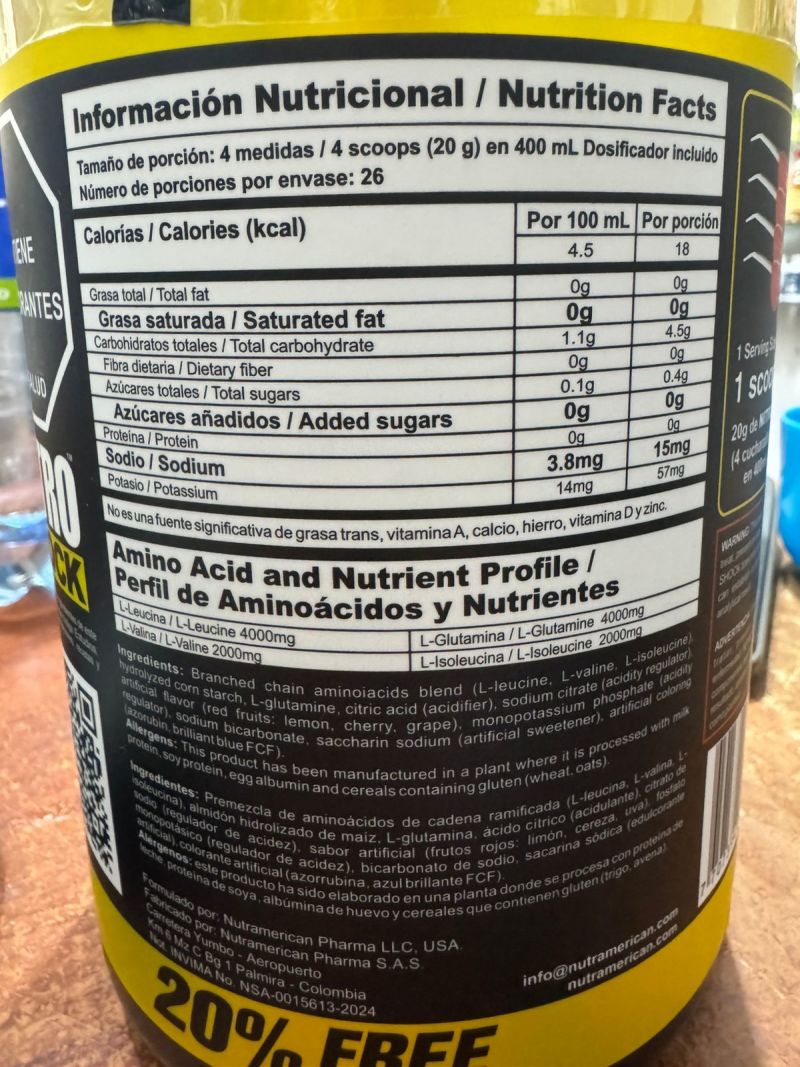 Información Nutricional / Nutrition Facts
Tamaño de porción: 4 medidas / 4 scoops (20 g) en 400 mL Dosificador incluido
Número de porciones por envase: 26
Calorías / Calories (kcal)
Por 100 mL Por porción
4.5 18
Grasa total / Total fat 0g 0g
Grasa saturada / Saturated fat 0g 0g
Carbohidratos totales / Total carbohydrate 1.1g 4.5g
Fibra dietaria / Dietary fiber 0g 0g
Azúcares totales / Total sugars 0.1g 0.4g
Azúcares añadidos / Added sugars 0g 0g
Proteína / Protein 0g 0g
Sodio / Sodium 3.8mg 15mg
Potasio / Potassium 14mg 57mg
No es una fuente significativa de grasa trans, vitamina A, calcio, hierro, vitamina D y zinc.
Amino Acid and Nutrient Profile /
Perfil de Aminoácidos y Nutrientes
L-Leucina / L-Leucine 4000mg L-Glutamina / L-Glutamine 4000mg
L-Valina / L-Valine 2000mg L-Isoleucina / L-Isoleucine 2000mg
Ingredients: Branched chain aminoiacids blend (L-leucine, L-valine, L-isoleucine),
hydrolyzed corn starch, L-glutamine, citric acid (acidifier), sodium citrate (acidity regulator),
artificial flavor (red fruits: lemon, cherry, grape), monopotassium phosphate (acidity
regulator), sodium bicarbonate, saccharin sodium (artificial sweetener), artificial coloring
(azorubin, brilliant blue FCF).
Allergens: This product has been manufactured in a plant where it is processed with milk
protein, soy protein, egg albumin and cereals containing gluten (wheat, oats).
Ingredientes: Premezcla de aminoácidos de cadena ramificada (L-leucina, L-valina, L-
isoleucina), almidón hidrolizado de maíz, L-glutamina, ácido cítrico (acidulante), citrato de
sodio (regulador de acidez), sabor artificial (frutos rojos: limón, cereza, uva), fosfato
monopotásico (regulador de acidez), bicarbonato de sodio, sacarina sódica (edulcorante
artificial), colorante artificial (azorrubina, azul brillante FCF).
Alérgenos: este producto ha sido elaborado en una planta donde se procesa con proteína de
leche, proteína de soya, albúmina de huevo y cereales que contienen gluten (trigo, avena).
Formulado por: Nutramerican Pharma LLC, USA.
Fabricado por: Nutramerican Pharma S.A.S.
Carretera Yumbo - Aeropuerto
Km 6 Mz C Bg 1 Palmira - Colombia
Not. INVIMA No. NSA-0015613-2024
info@nutramerican.com
nutramerican.com
20% FREE
1 Serving
20g de
(4
WARNING
SHOCK